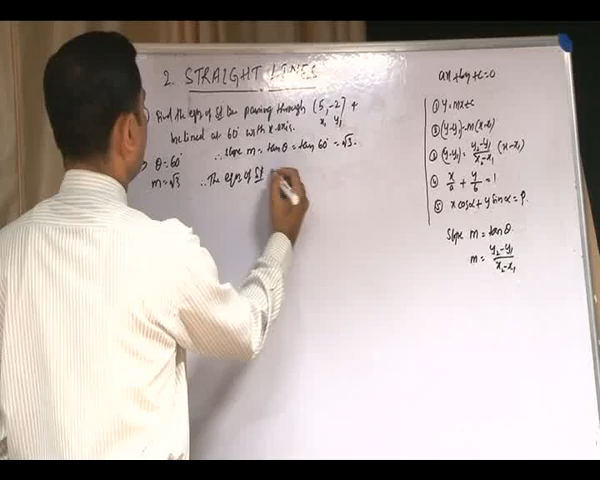 2. STRAIGHT LINES
) Find the eqn of St line passing through (5, -2) &
x₁ y₁
inclined at 60° with x axis.
θ = 60°
∴ slope m = tan θ = tan 60° = √3.
m = √3
∴ The eqn of St
ax + by + c = 0
① y = mx + c
② (y-y₁) = m(x-x₁)
③ (y-y₁) = y₂-y₁/x₂-x₁ (x-x₁)
④ x/a + y/b = 1
⑤ x cosα + y sinα = P.
Slope m = tan θ.
m = y₂-y₁/x₂-x₁